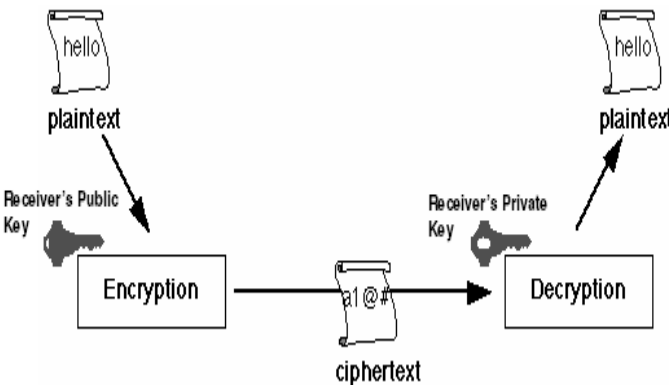 hello
plaintext
Receiver's Public
Key
Encryption
a1@#
ciphertext
Receiver's Private
Key
Decryption
hello
plaintext